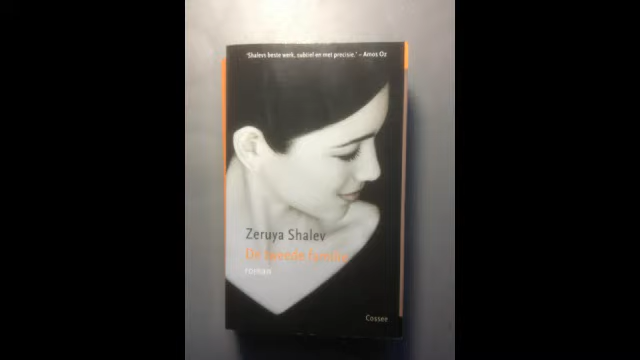 'Shalevs beste werk, subtiel en met precisie.' – Amos Oz
Zeruya Shalev
De tweede familie
roman
Cossee